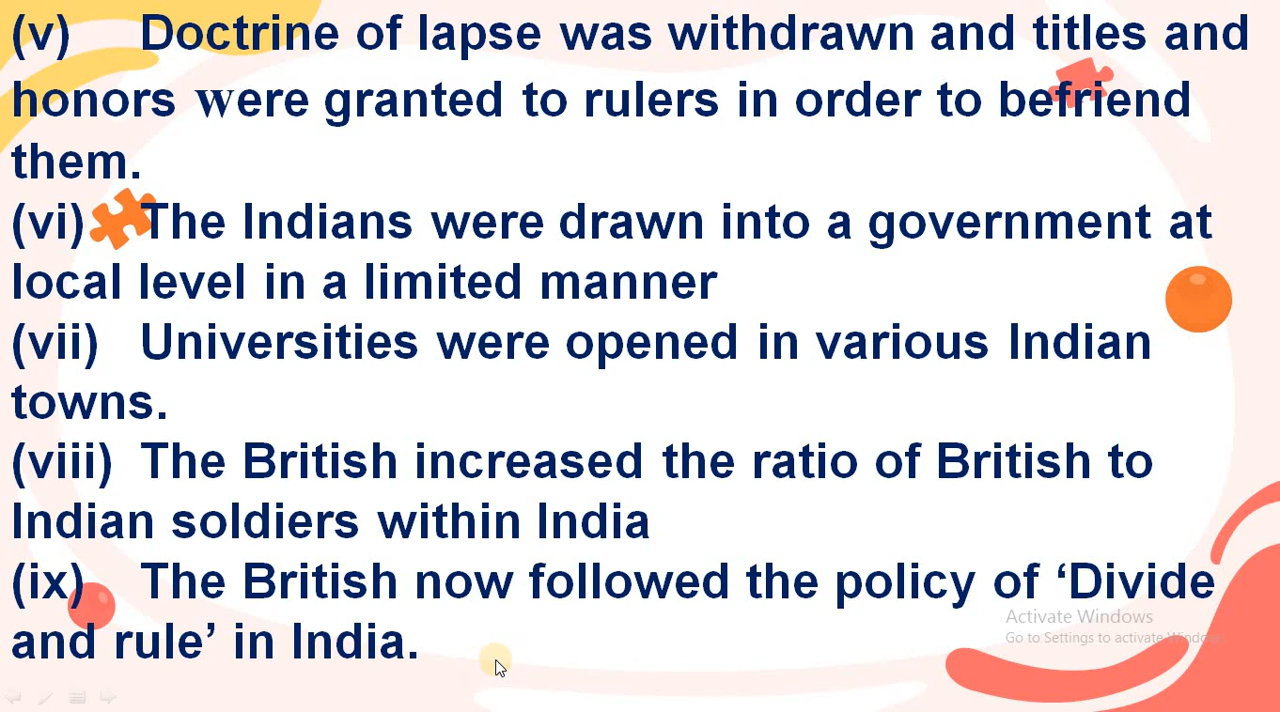 (v) Doctrine of lapse was withdrawn and titles and
honors were granted to rulers in order to befriend
them.
(vi) The Indians were drawn into a government at
local level in a limited manner
(vii) Universities were opened in various Indian
towns.
(viii) The British increased the ratio of British to
Indian soldiers within India
(ix) The British now followed the policy of ‘Divide
and rule’ in India.
Activate Windows
Go to Settings to activate Windows.